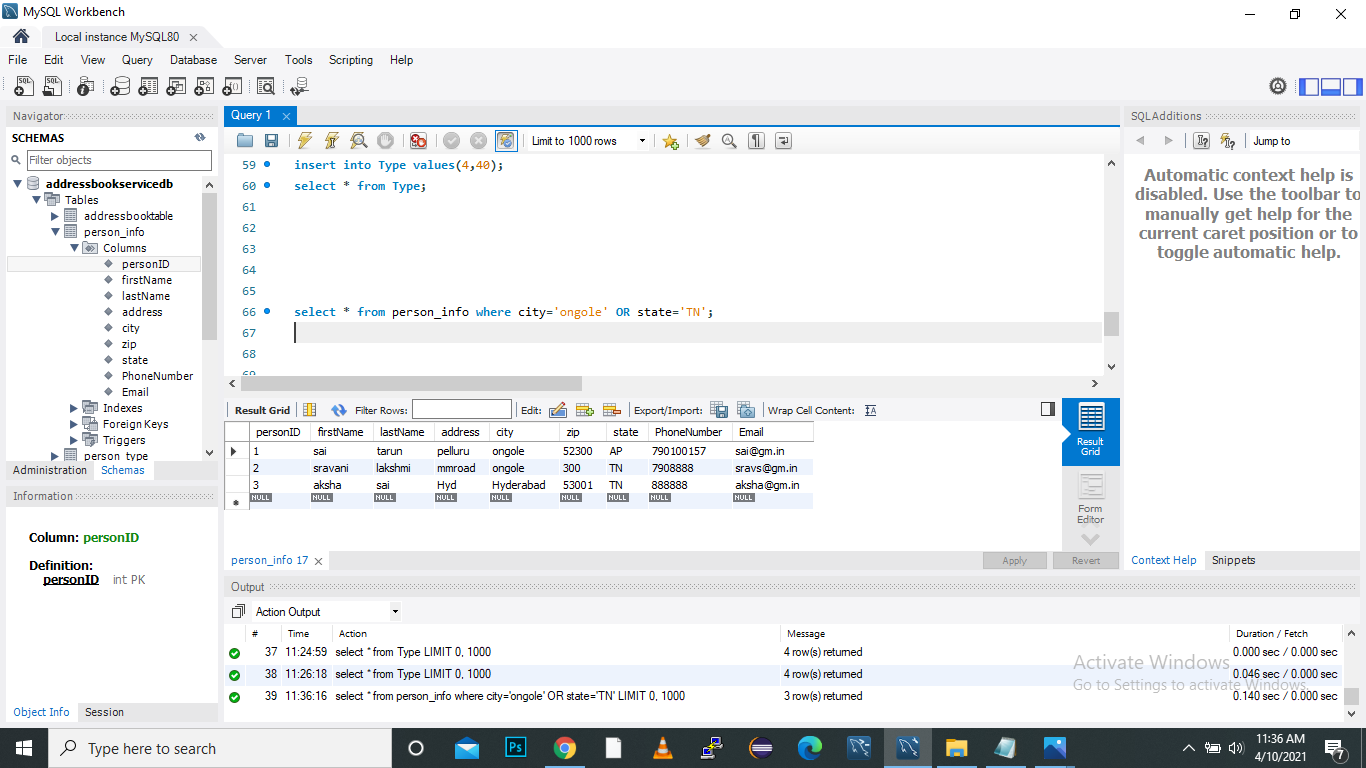 MySQL Workbench
Local instance MySQL80
File Edit View Query Database Server Tools Scripting Help
Navigator
SCHEMAS
Filter objects
addressbookservicedb
Tables
addressbooktable
person_info
Columns
personID
firstName
lastName
address
city
zip
state
PhoneNumber
Email
Indexes
Foreign Keys
Triggers
person_type
Administration Schemas
Information
Column: personID
Definition:
personID int PK
Object Info Session
Query 1
Limit to 1000 rows
59 insert into Type values(4,40);
60 select * from Type;
61
62
63
64
65
66 select * from person_info where city='ongole' OR state='TN';
67
68
69
Result Grid Filter Rows: Edit: Export/Import: Wrap Cell Content:
personID firstName lastName address city zip state PhoneNumber Email
1 sai tarun pelluru ongole 52300 AP 790100157 sai@gm.in
2 sravani lakshmi mmroad ongole 300 TN 7908888 sravs@gm.in
3 aksha sai Hyd Hyderabad 53001 TN 888888 aksha@gm.in
NULL NULL NULL NULL NULL NULL NULL NULL NULL
Result
Grid
Form
Editor
person_info 17
Apply Revert
Output
Action Output
# Time Action Message Duration / Fetch
37 11:24:59 select * from Type LIMIT 0, 1000 4 row(s) returned 0.000 sec / 0.000 sec
38 11:26:18 select * from Type LIMIT 0, 1000 4 row(s) returned 0.046 sec / 0.000 sec
39 11:36:16 select * from person_info where city='ongole' OR state='TN' LIMIT 0, 1000 3 row(s) returned 0.140 sec / 0.000 sec
SQLAdditions
Jump to
Automatic context help is
disabled. Use the toolbar to
manually get help for the
current caret position or to
toggle automatic help.
Context Help Snippets
Activate Windows
Go to Settings to activate Windows.
Type here to search
Ps
11:36 AM
4/10/2021
7